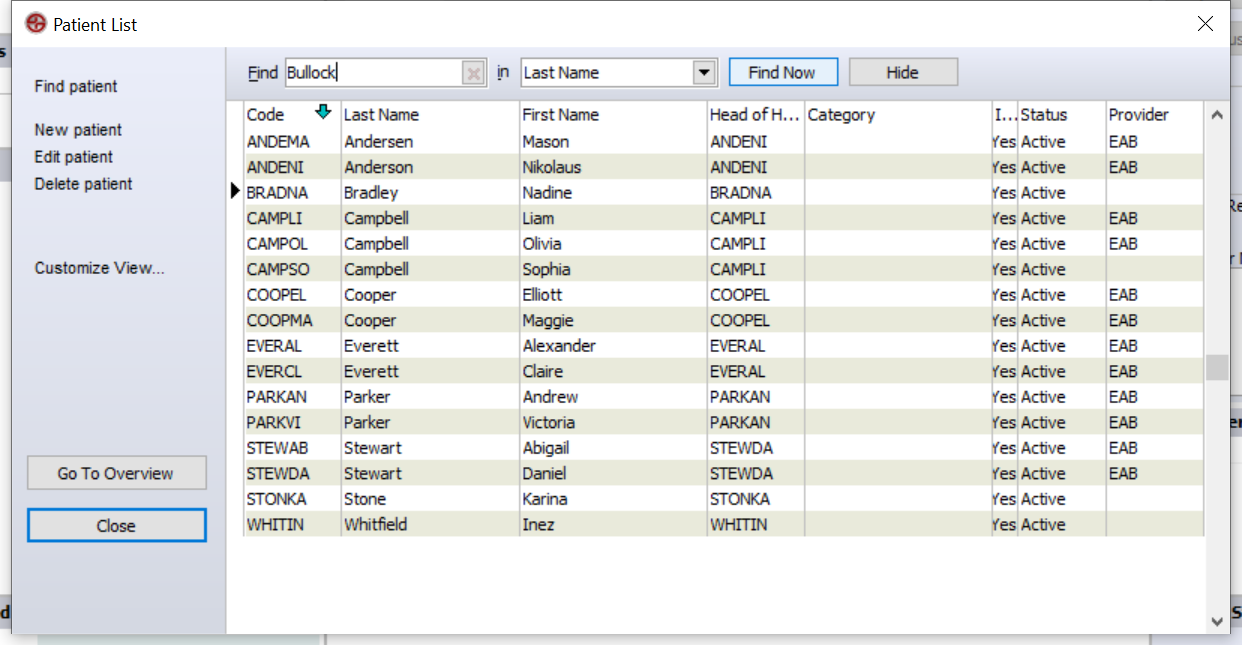 Patient List
Find patient
New patient
Edit patient
Delete patient
Customize View...
Go To Overview
Close
Find Bullock in Last Name Find Now Hide
Code Last Name First Name Head of H... Category I... Status Provider
ANDEMA Andersen Mason ANDENI Yes Active EAB
ANDENI Anderson Nikolaus ANDENI Yes Active EAB
BRADNA Bradley Nadine BRADNA Yes Active
CAMPLI Campbell Liam CAMPLI Yes Active EAB
CAMPOL Campbell Olivia CAMPLI Yes Active EAB
CAMPSO Campbell Sophia CAMPLI Yes Active
COOPEL Cooper Elliott COOPEL Yes Active EAB
COOPMA Cooper Maggie COOPEL Yes Active EAB
EVERAL Everett Alexander EVERAL Yes Active EAB
EVERCL Everett Claire EVERAL Yes Active EAB
PARKAN Parker Andrew PARKAN Yes Active EAB
PARKVI Parker Victoria PARKAN Yes Active EAB
STEWAB Stewart Abigail STEWDA Yes Active EAB
STEWDA Stewart Daniel STEWDA Yes Active EAB
STONKA Stone Karina STONKA Yes Active
WHITIN Whitfield Inez WHITIN Yes Active